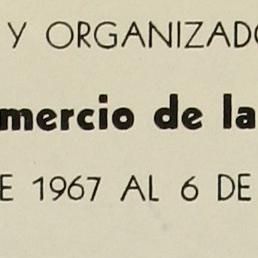 Y ORGANIZADO
mercio de la
E 1967 AL 6 DE